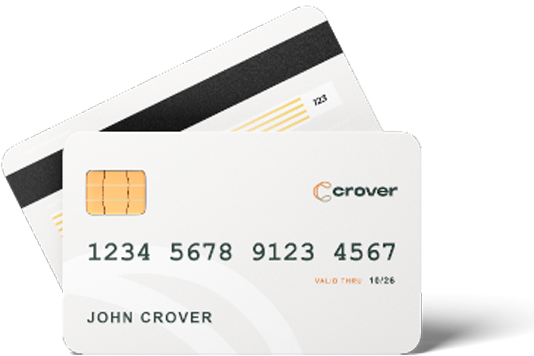 123
crover
1234 5678 9123 4567
VALID THRU 10/26
JOHN CROVER